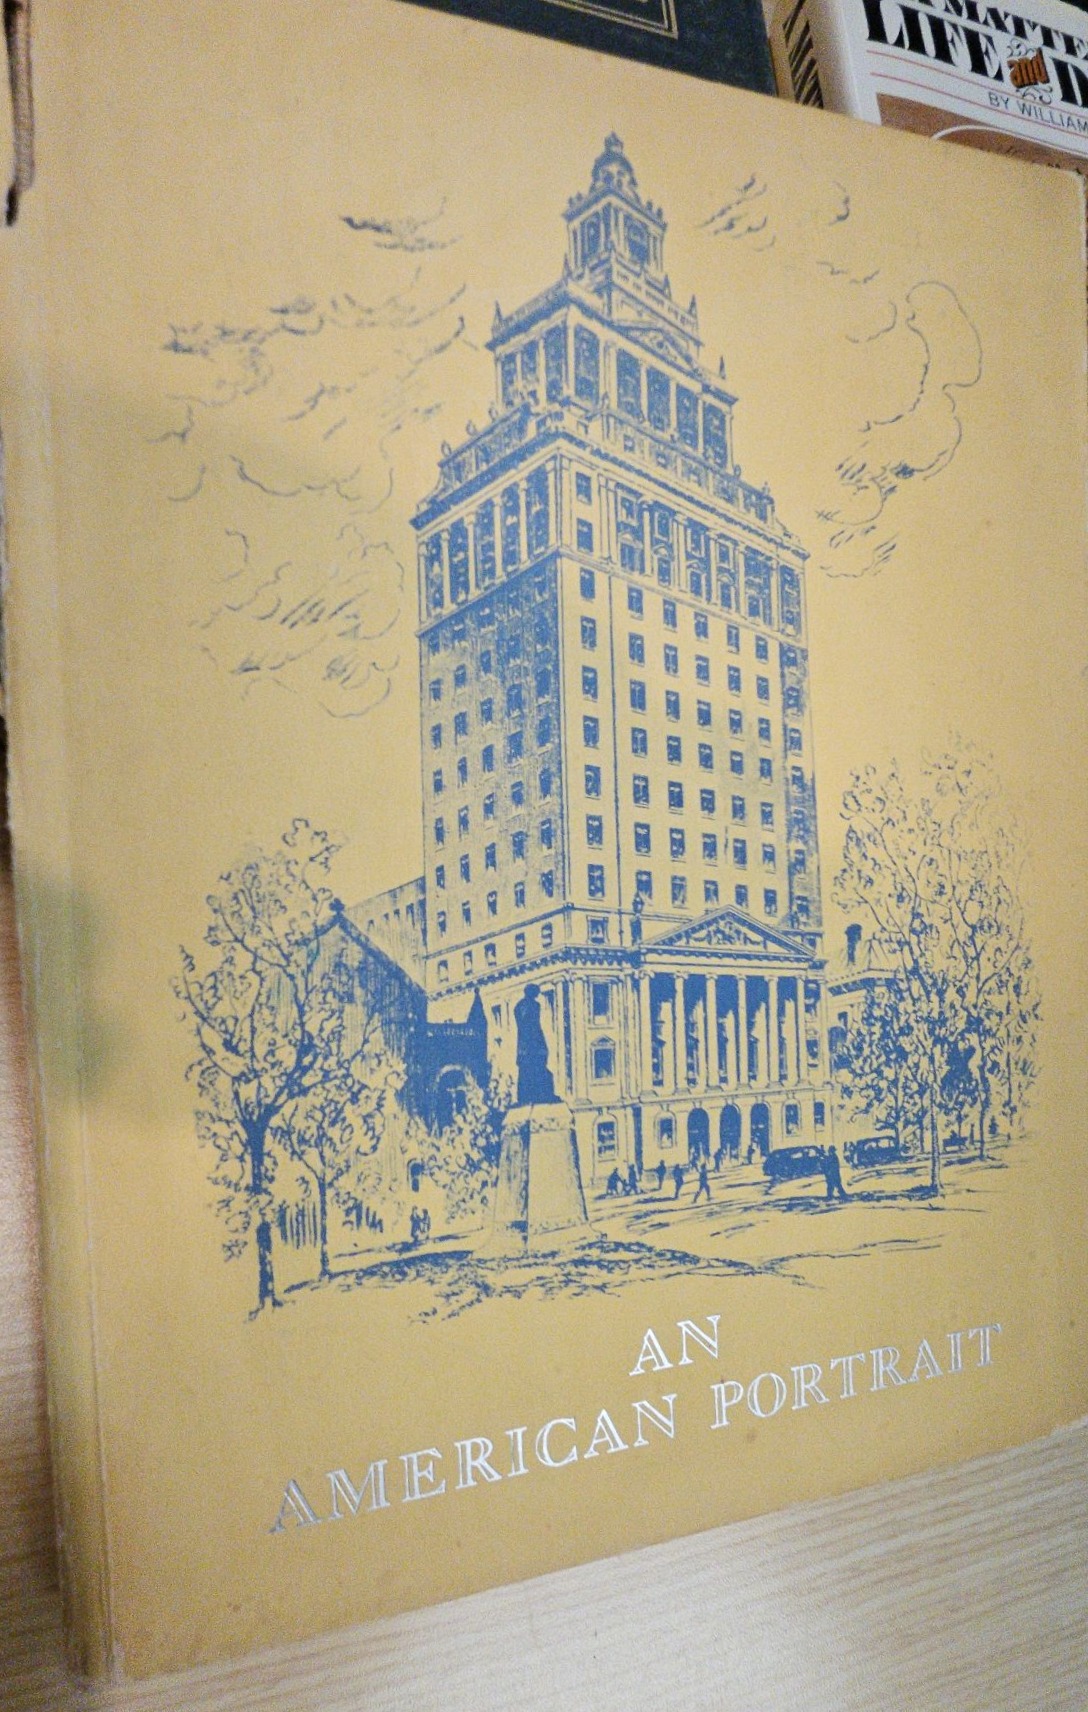 LIFE and
BY WILLIAM
AN
AMERICAN PORTRAIT